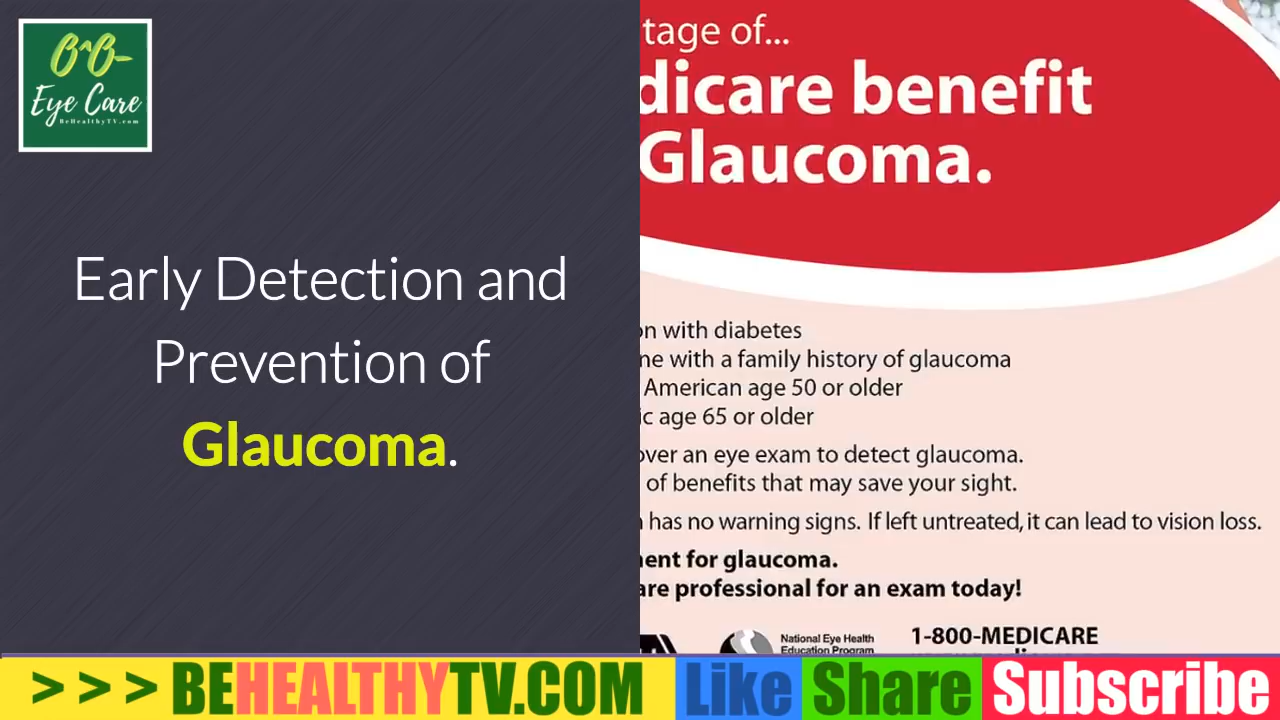 Eye Care
BeHealthyTV.com
Early Detection and
Prevention of
Glaucoma.
tage of...
dicare benefit
Glaucoma.
on with diabetes
ne with a family history of glaucoma
American age 50 or older
ic age 65 or older
over an eye exam to detect glaucoma.
of benefits that may save your sight.
has no warning signs. If left untreated, it can lead to vision loss.
ent for glaucoma.
are professional for an exam today!
National Eye Health
Education Program
1-800-MEDICARE
> > > BEHEALTHYTV.COM Like Share Subscribe